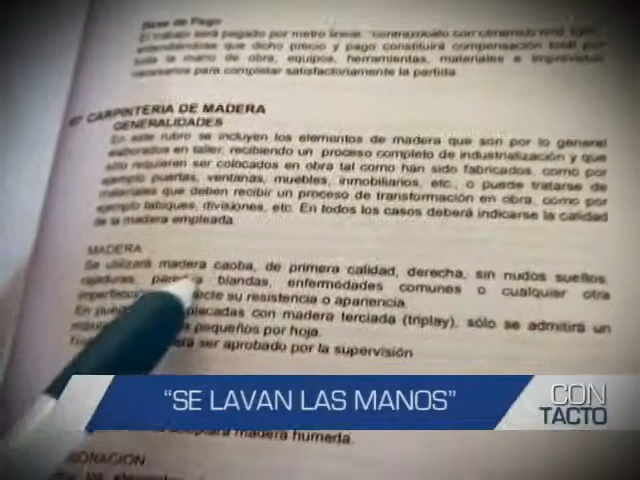 Base de Pago
El trabajo será pagado por metro lineal, "contrazócalo con
entendiéndose que dicho precio y pago constituirá compensación total por
toda la mano de obra, equipos, herramientas, materiales e imprevistos
necesarios para completar satisfactoriamente la partida.
CARPINTERIA DE MADERA
GENERALIDADES
En este rubro se incluyen los elementos de madera que son por lo general
elaborados en taller, recibiendo un proceso completo de industrialización y que
sólo requieran ser colocados en obra tal como han sido fabricados, como por
ejemplo puertas, ventanas, muebles, inmobiliarios, etc., o puede tratarse de
materiales que deben recibir un proceso de transformación en obra, como por
ejemplo tabiques, divisiones, etc. En todos los casos deberá indicarse la calidad
de la madera empleada.
MADERA
Se utilizará madera caoba, de primera calidad, derecha, sin nudos sueltos,
rajaduras, blandas, enfermedades comunes o cualquier otra
su resistencia o apariencia.
En con madera terciada (triplay), sólo se admitirá un
pequeños por hoja.
ser aprobado por la supervisión
"SE LAVAN LAS MANOS"
CON
TACTO
madera húmeda.